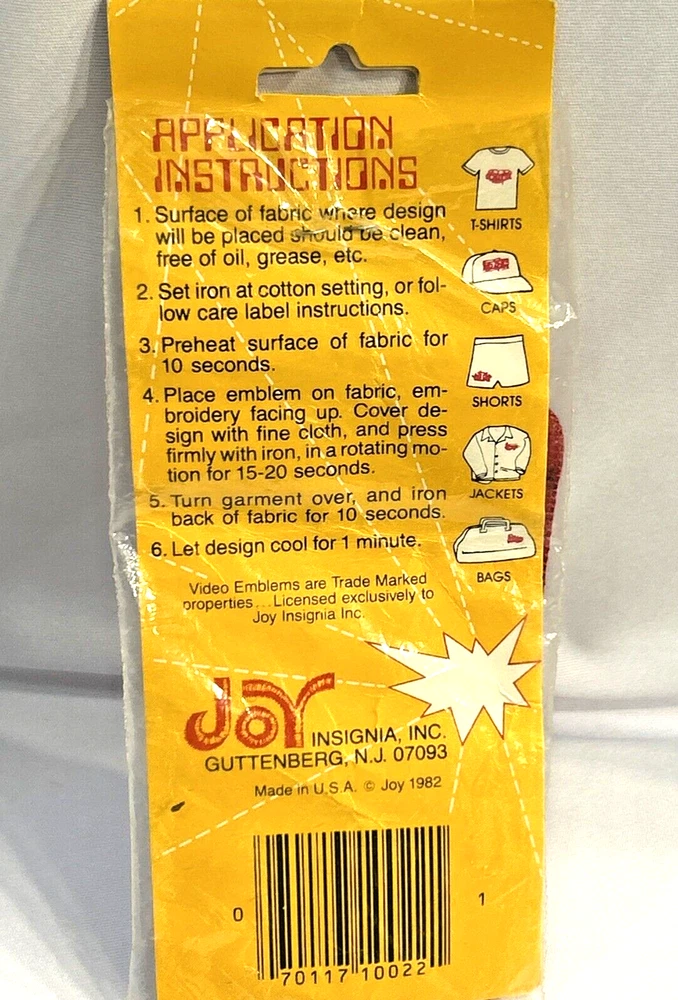 APPLICATION
INSTRUCTIONS
1. Surface of fabric where design
will be placed should be clean,
free of oil, grease, etc.
2. Set iron at cotton setting, or fol-
low care label instructions.
3. Preheat surface of fabric for
10 seconds.
4. Place emblem on fabric, em-
broidery facing up. Cover de-
sign with fine cloth, and press
firmly with iron, in a rotating mo-
tion for 15-20 seconds.
5. Turn garment over, and iron
back of fabric for 10 seconds.
6. Let design cool for 1 minute.
T-SHIRTS
CAPS
SHORTS
JACKETS
BAGS
Video Emblems are Trade Marked
properties...Licensed exclusively to
Joy Insignia Inc.
JOY INSIGNIA, INC.
GUTTENBERG, N.J. 07093
Made in U.S.A. © Joy 1982
0 70117 10022 1